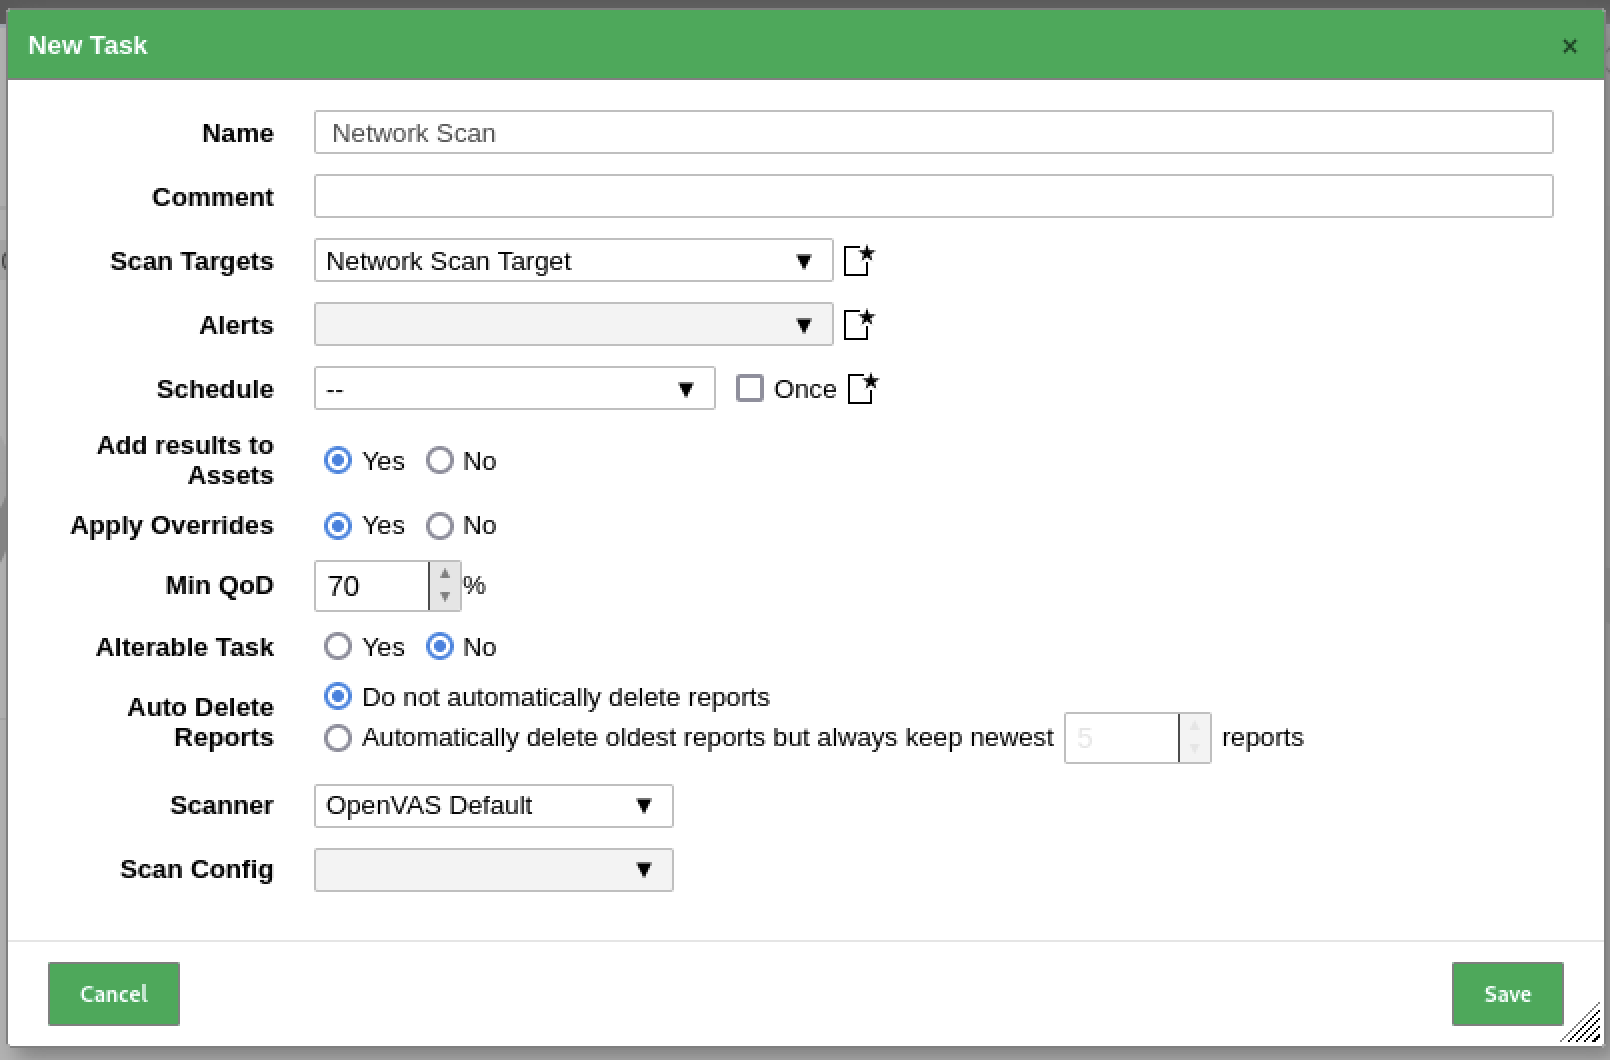 New Task ×
Name Network Scan
Comment
Scan Targets Network Scan Target ▼
Alerts ▼
Schedule -- ▼ Once
Add results to
Assets
Yes No
Apply Overrides Yes No
Min QoD 70 %
Alterable Task Yes No
Auto Delete
Reports
Do not automatically delete reports
Automatically delete oldest reports but always keep newest 5 reports
Scanner OpenVAS Default ▼
Scan Config ▼
Cancel Save